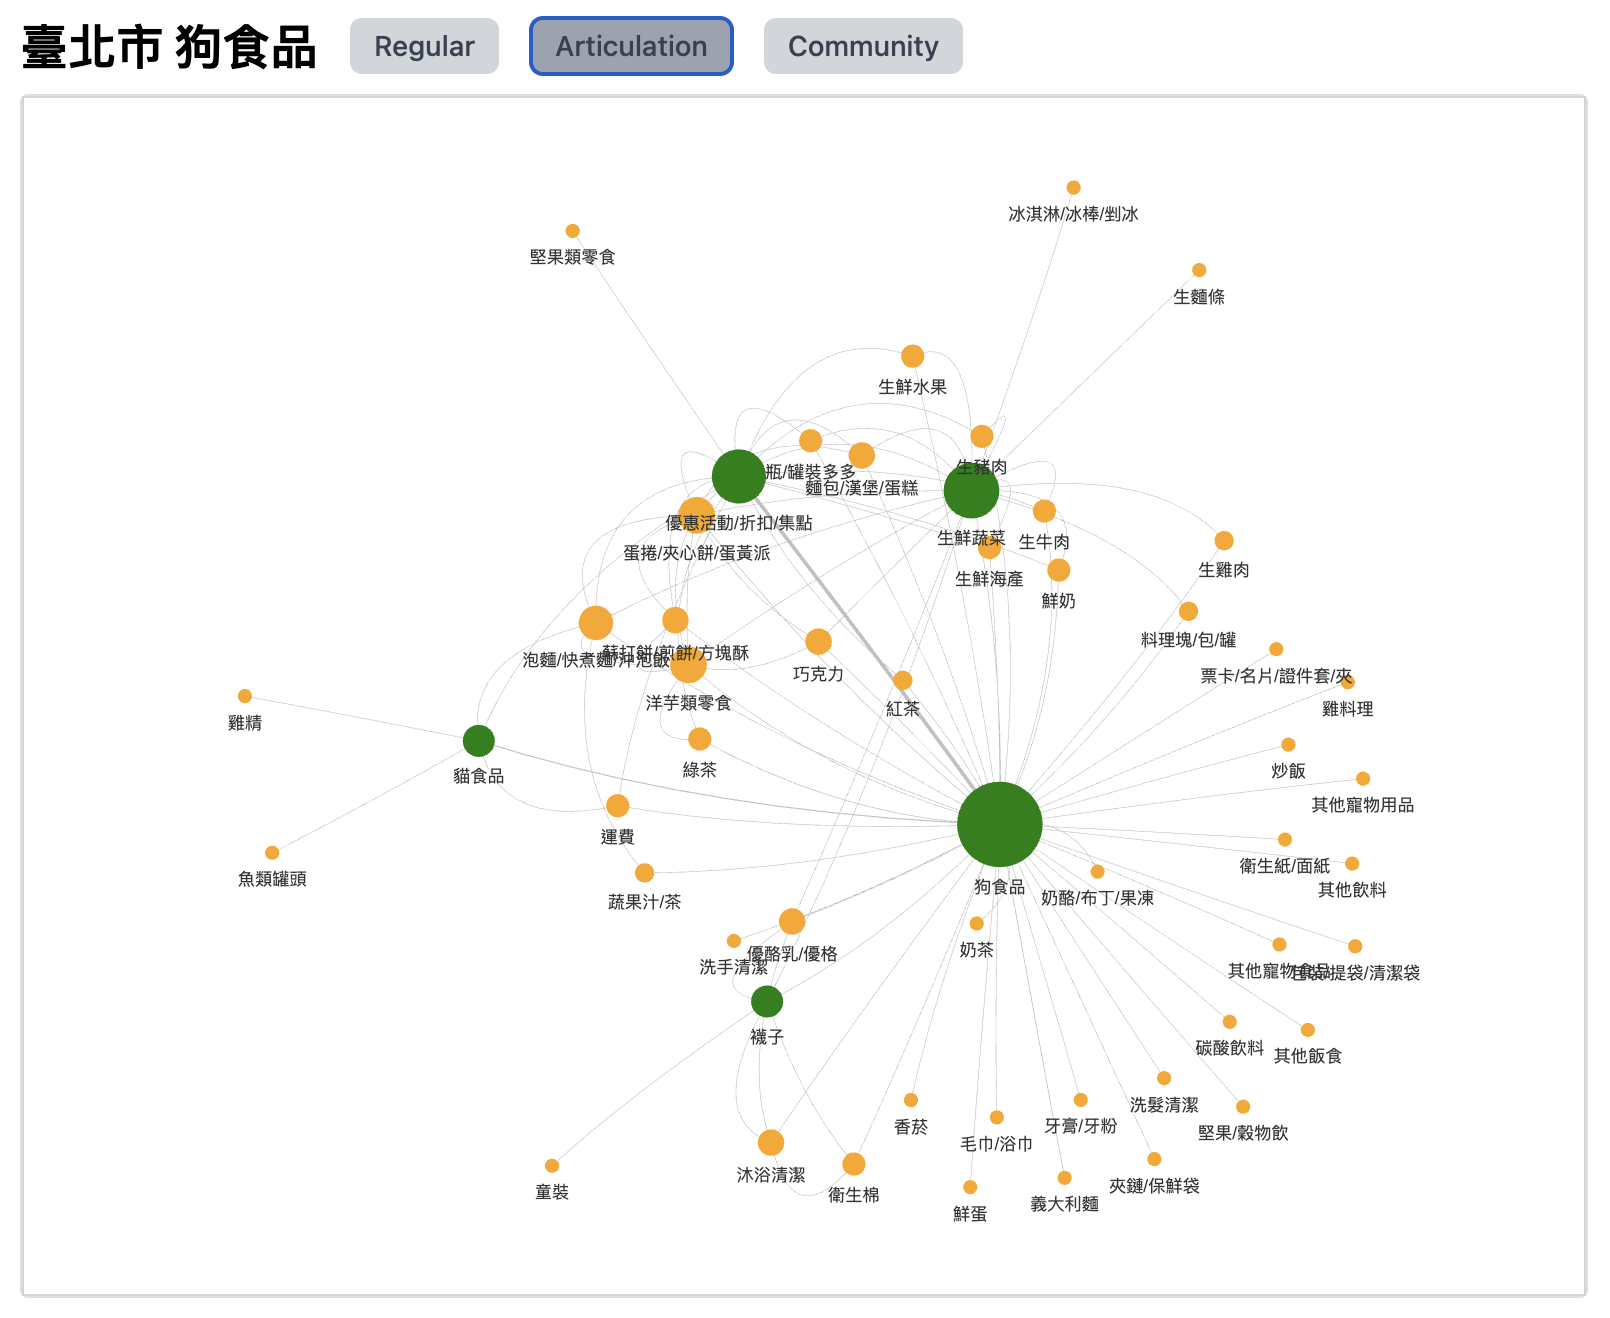 臺北市 狗食品
Regular
Articulation
Community
冰淇淋/冰棒/剉冰
堅果類零食
生麵條
生鮮水果
生豬肉
瓶/罐裝多多
麵包/漢堡/蛋糕
優惠活動/折扣/集點
生鮮蔬菜
生牛肉
蛋捲/夾心餅/蛋黃派
生雞肉
生鮮海產
鮮奶
料理塊/包/罐
蘇打餅/煎餅/方塊酥
泡麵/快煮麵/沖泡飯
巧克力
票卡/名片/證件套/夾
洋芋類零食
紅茶
雞料理
雞精
綠茶
炒飯
貓食品
其他寵物用品
運費
衛生紙/面紙
魚類罐頭
狗食品
其他飲料
奶酪/布丁/果凍
蔬果汁/茶
奶茶
優酪乳/優格
洗手清潔
其他寵物食品
包裝/提袋/清潔袋
襪子
碳酸飲料
其他飯食
洗髮清潔
香菸
牙膏/牙粉
堅果/穀物飲
毛巾/浴巾
沐浴清潔
夾鏈/保鮮袋
童裝
衛生棉
義大利麵
鮮蛋